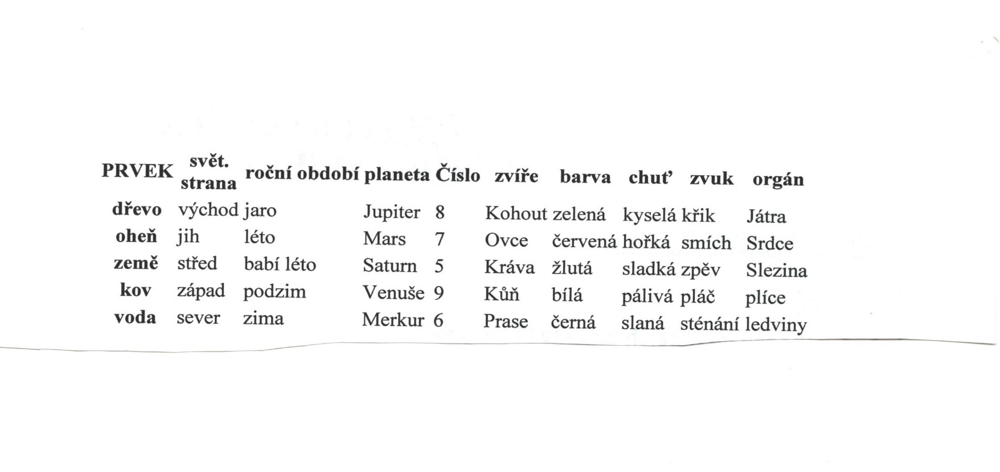 PRVEK svět. strana roční období planeta Číslo zvíře barva chuť zvuk orgán
dřevo východ jaro Jupiter 8 Kohout zelená kyselá křik Játra
oheň jih léto Mars 7 Ovce červená hořká smích Srdce
země střed babí léto Saturn 5 Kráva žlutá sladká zpěv Slezina
kov západ podzim Venuše 9 Kůň bílá pálivá pláč plíce
voda sever zima Merkur 6 Prase černá slaná sténání ledviny